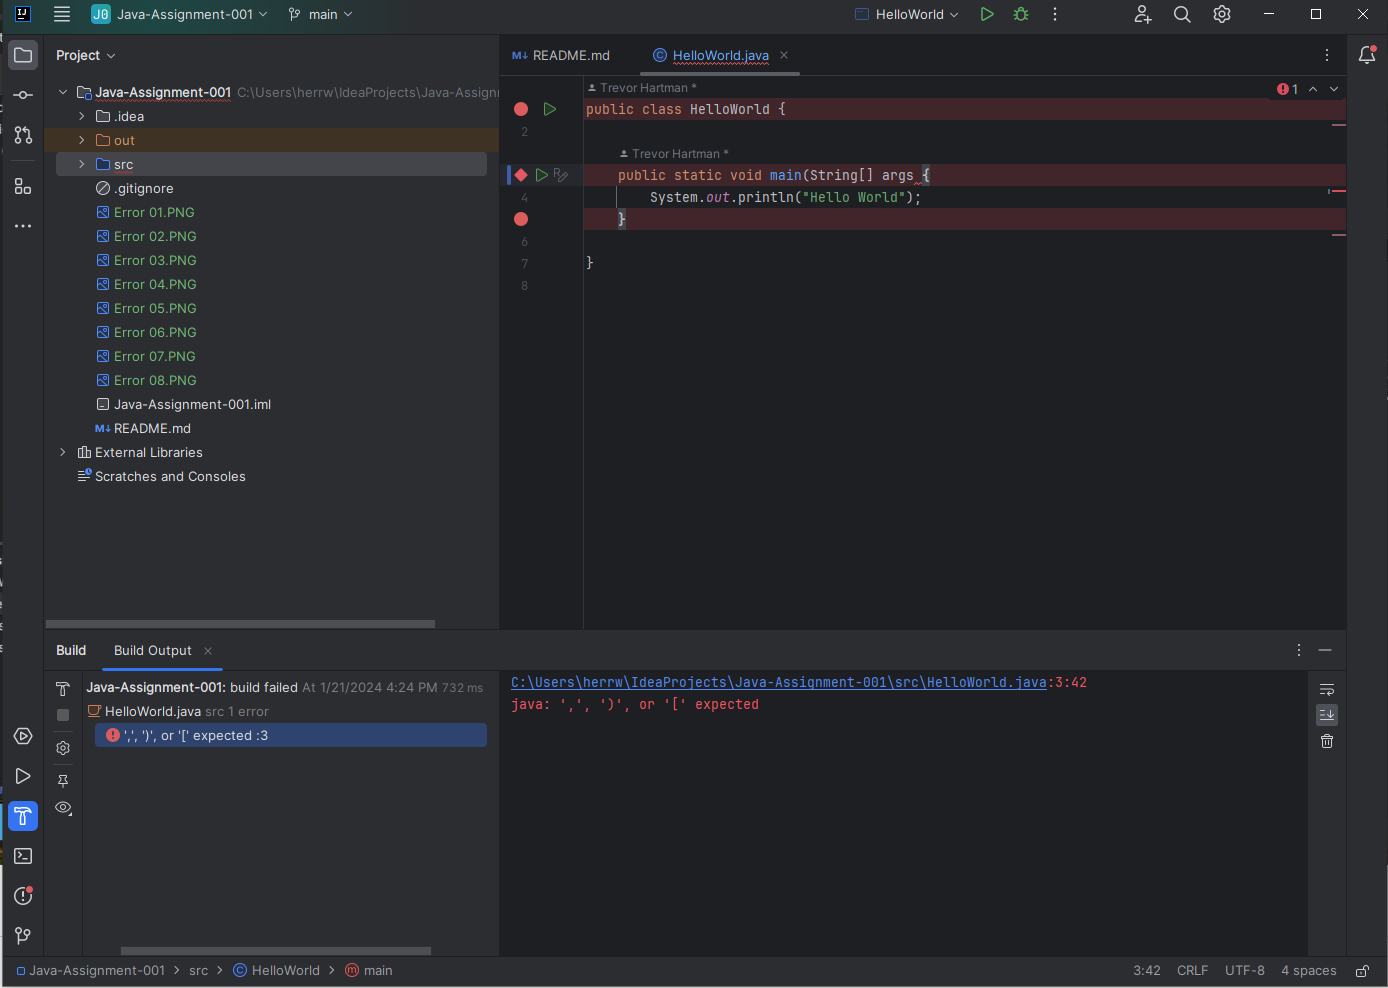 Java-Assignment-001 main HelloWorld
Project
README.md HelloWorld.java
Java-Assignment-001 C:\Users\herrw\IdeaProjects\Java-Assignn
.idea
out
src
.gitignore
Error 01.PNG
Error 02.PNG
Error 03.PNG
Error 04.PNG
Error 05.PNG
Error 06.PNG
Error 07.PNG
Error 08.PNG
Java-Assignment-001.iml
README.md
External Libraries
Scratches and Consoles
Trevor Hartman *
1
public class HelloWorld {
2
Trevor Hartman *
public static void main(String[] args {
4 System.out.println("Hello World");
}
6
7 }
8
Build Build Output
Java-Assignment-001: build failed At 1/21/2024 4:24 PM 732 ms
HelloWorld.java src 1 error
',', ')', or '[' expected :3
C:\Users\herrw\IdeaProjects\Java-Assignment-001\src\HelloWorld.java:3:42
java: ',', ')', or '[' expected
Java-Assignment-001 > src > HelloWorld > main
3:42 CRLF UTF-8 4 spaces